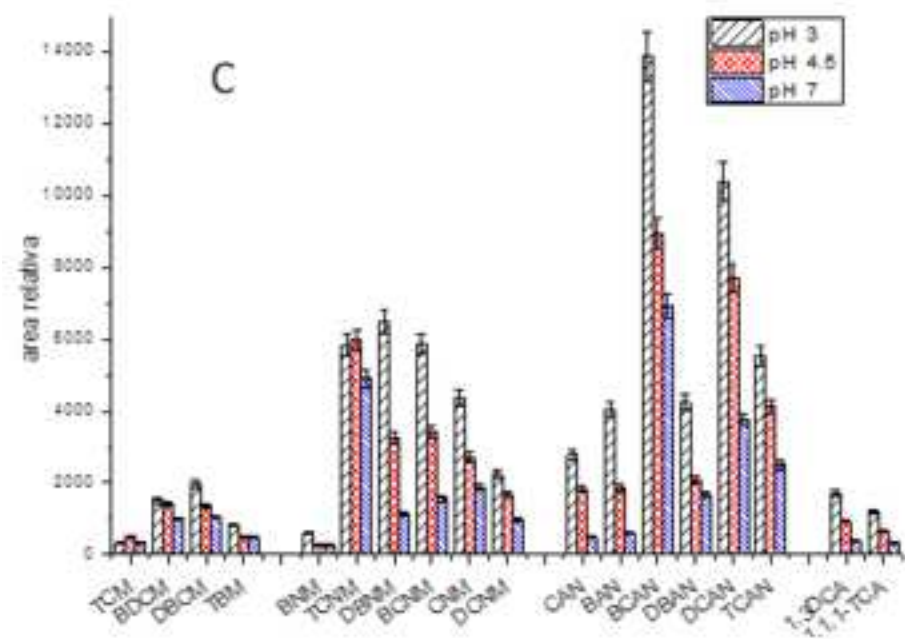 C
pH 3
pH 4.5
pH 7
area relativa
14000
12000
10000
8000
6000
4000
2000
0
TCM
BDCM
DBCM
TBM
BNM
TCNM
DBNM
BCNM
CNM
DCNM
CAN
BAN
BCAN
DBAN
DCAN
TCAN
1,3DCA
1,1,1-TCA